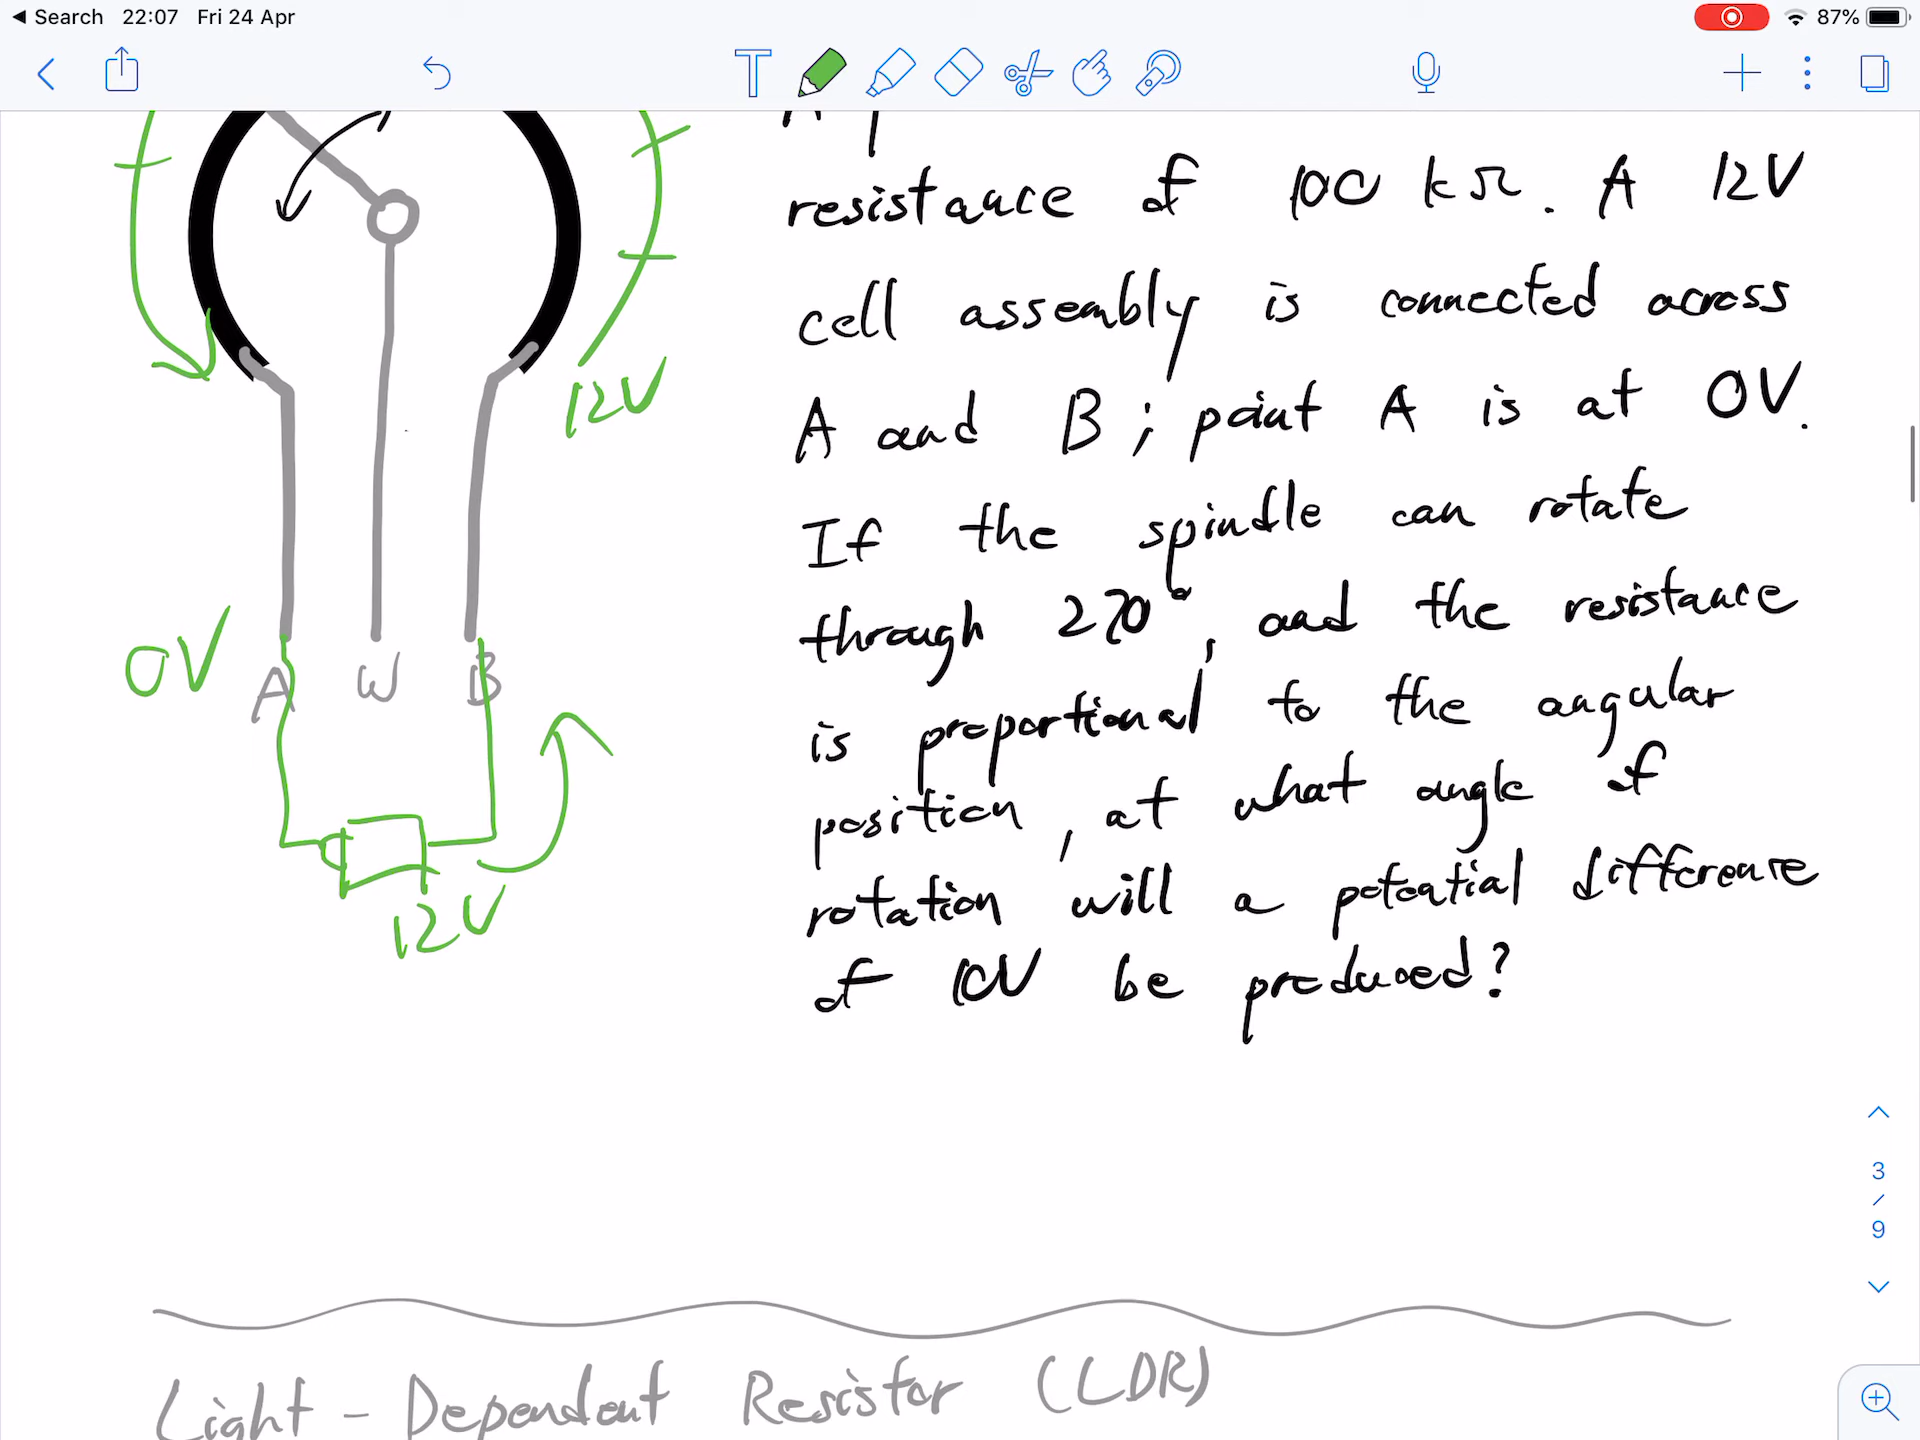 Search 22:07 Fri 24 Apr 87%
resistance of 100 kΩ. A 12V
cell assembly is connected across
A and B; point A is at 0V.
If the spindle can rotate
through 270°, and the resistance
is proportional to the angular
position, at what angle of
rotation will a potential difference
of 10V be produced?
12V
0V
A W B
12V
3
/
9
Light - Dependent Resistor (LDR)